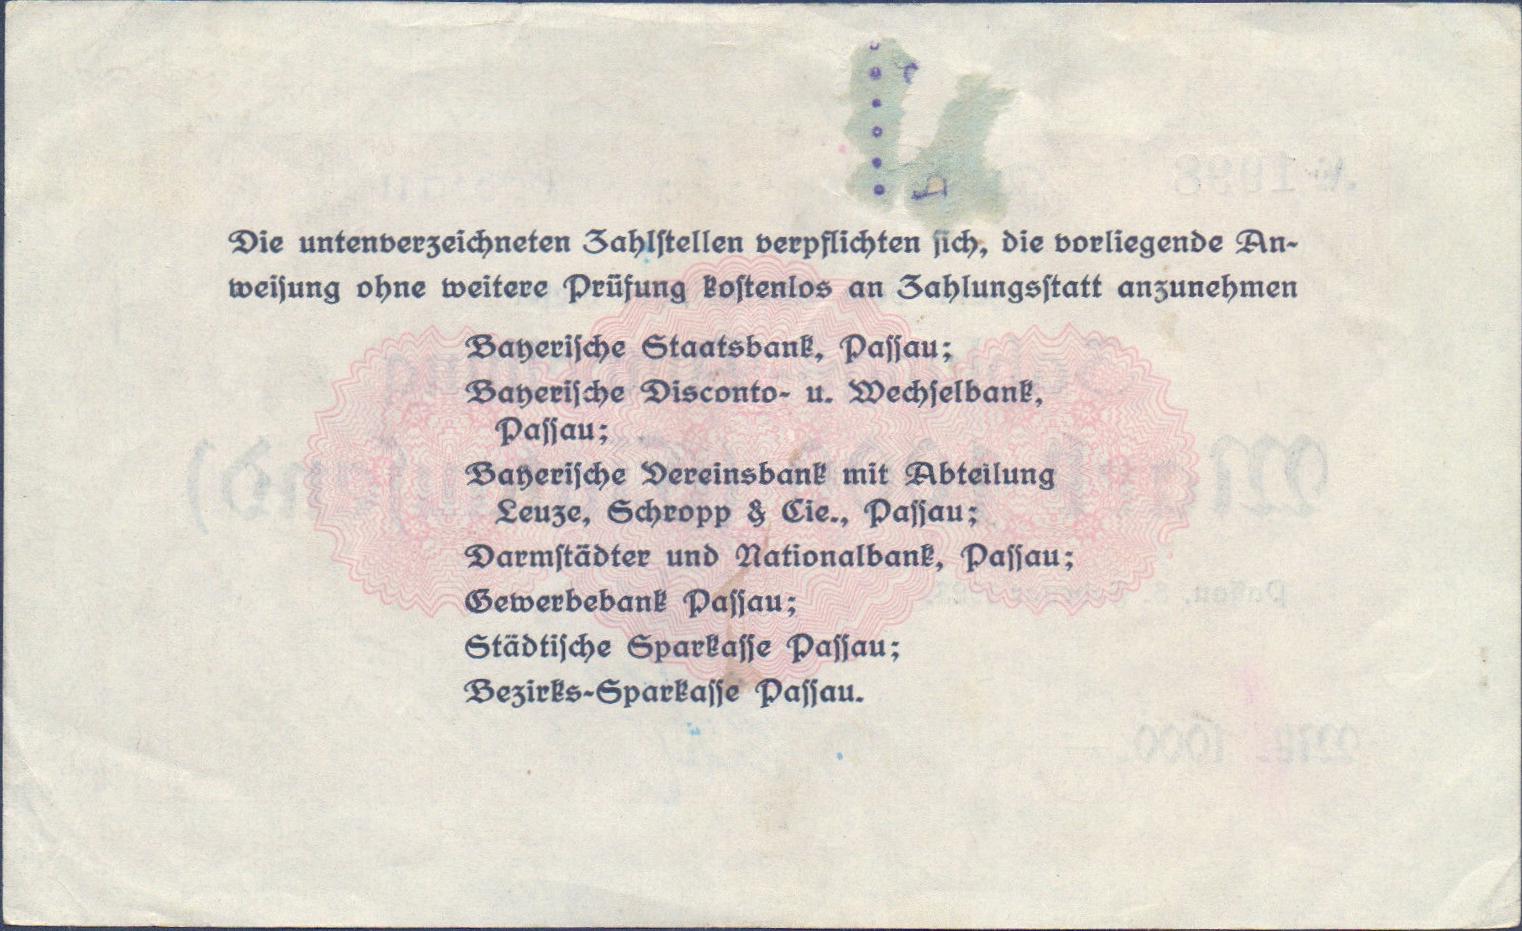 Die untenverzeichneten Zahlstellen verpflichten sich, die vorliegende An-
weisung ohne weitere Prüfung kostenlos an Zahlungsstatt anzunehmen
Bayerische Staatsbank, Passau;
Bayerische Disconto- u. Wechselbank,
Passau;
Bayerische Vereinsbank mit Abteilung
Leuze, Schropp & Cie., Passau;
Darmstädter und Nationalbank, Passau;
Gewerbebank Passau;
Städtische Sparkasse Passau;
Bezirks-Sparkasse Passau.